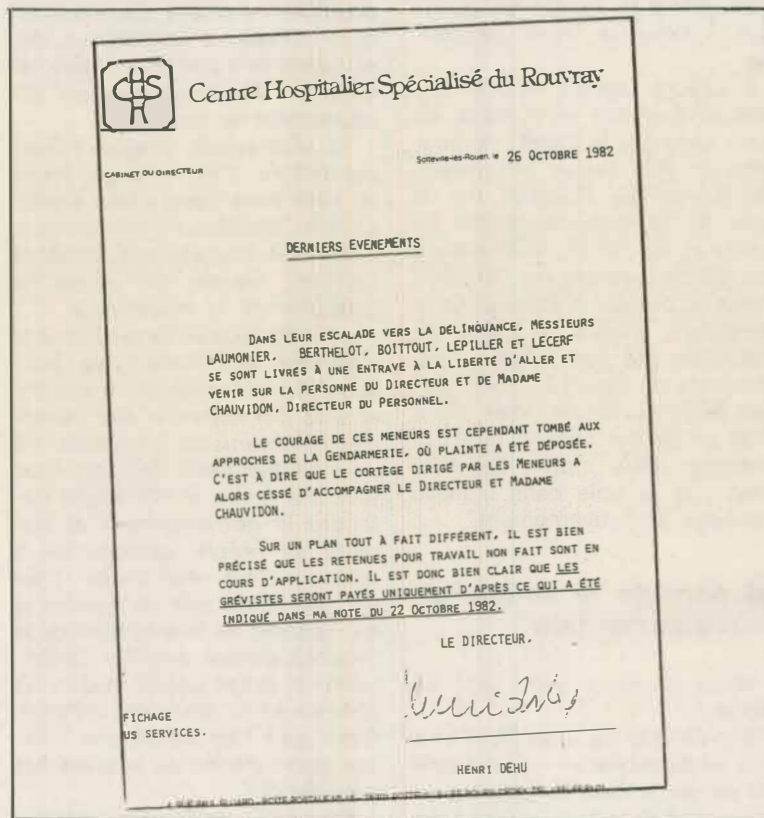 CHSR
Centre Hospitalier Spécialisé du Rouvray
CABINET DU DIRECTEUR
Sotteville-lès-Rouen, le 26 OCTOBRE 1982
DERNIERS EVENEMENTS
DANS LEUR ESCALADE VERS LA DÉLINQUANCE, MESSIEURS
LAUMONIER, BERTHELOT, BOITTOUT, LEPILLER ET LECERF
SE SONT LIVRÉS À UNE ENTRAVE À LA LIBERTÉ D'ALLER ET
VENIR SUR LA PERSONNE DU DIRECTEUR ET DE MADAME
CHAUVIDON, DIRECTEUR DU PERSONNEL.
LE COURAGE DE CES MENEURS EST CEPENDANT TOMBÉ AUX
APPROCHES DE LA GENDARMERIE, OÙ PLAINTE A ÉTÉ DÉPOSÉE.
C'EST À DIRE QUE LE CORTÈGE DIRIGÉ PAR LES MENEURS A
ALORS CESSÉ D'ACCOMPAGNER LE DIRECTEUR ET MADAME
CHAUVIDON.
SUR UN PLAN TOUT À FAIT DIFFÉRENT, IL EST BIEN
PRÉCISÉ QUE LES RETENUES POUR TRAVAIL NON FAIT SONT EN
COURS D'APPLICATION. IL EST DONC BIEN CLAIR QUE LES
GRÉVISTES SERONT PAYÉS UNIQUEMENT D'APRÈS CE QUI A ÉTÉ
INDIQUÉ DANS MA NOTE DU 22 OCTOBRE 1982.
LE DIRECTEUR,
FICHAGE
US SERVICES.
HENRI DEHU